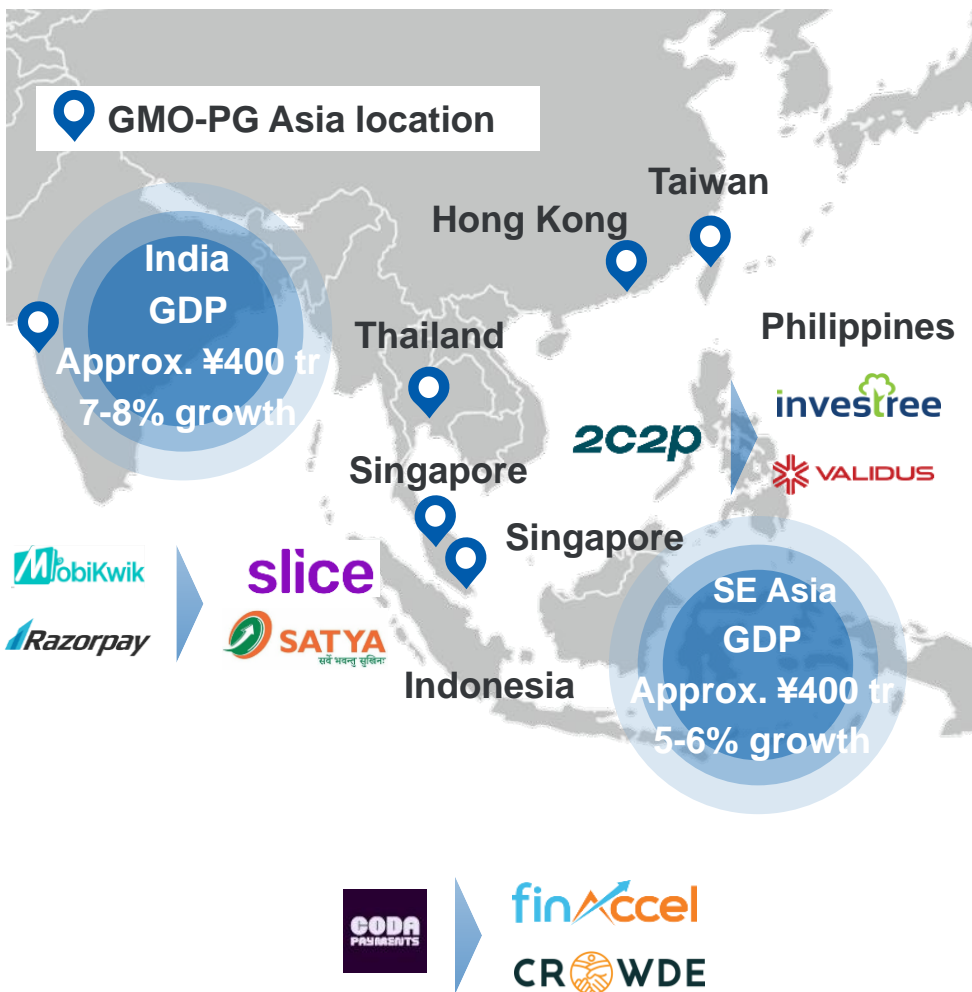 GMO-PG Asia location
Taiwan
Hong Kong
India
GDP
Approx. ¥400 tr
7-8% growth
Thailand
Philippines
investree
2c2p
VALIDUS
Singapore
Singapore
MobiKwik
Razorpay
slice
SATYA
सर्वे भवन्तु सुखिनः
SE Asia
GDP
Approx. ¥400 tr
5-6% growth
Indonesia
CODA
PAYMENTS
finAccel
CROWDE